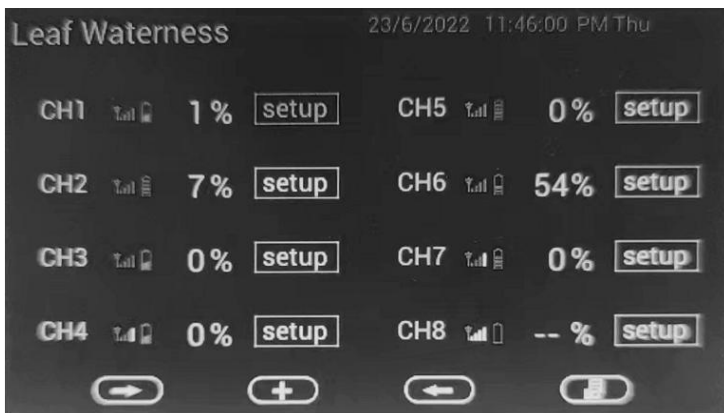 Leaf Waterness 23/6/2022 11:46:00 PM Thu
CH1 1% setup CH5 0% setup
CH2 7% setup CH6 54% setup
CH3 0% setup CH7 0% setup
CH4 0% setup CH8 --% setup